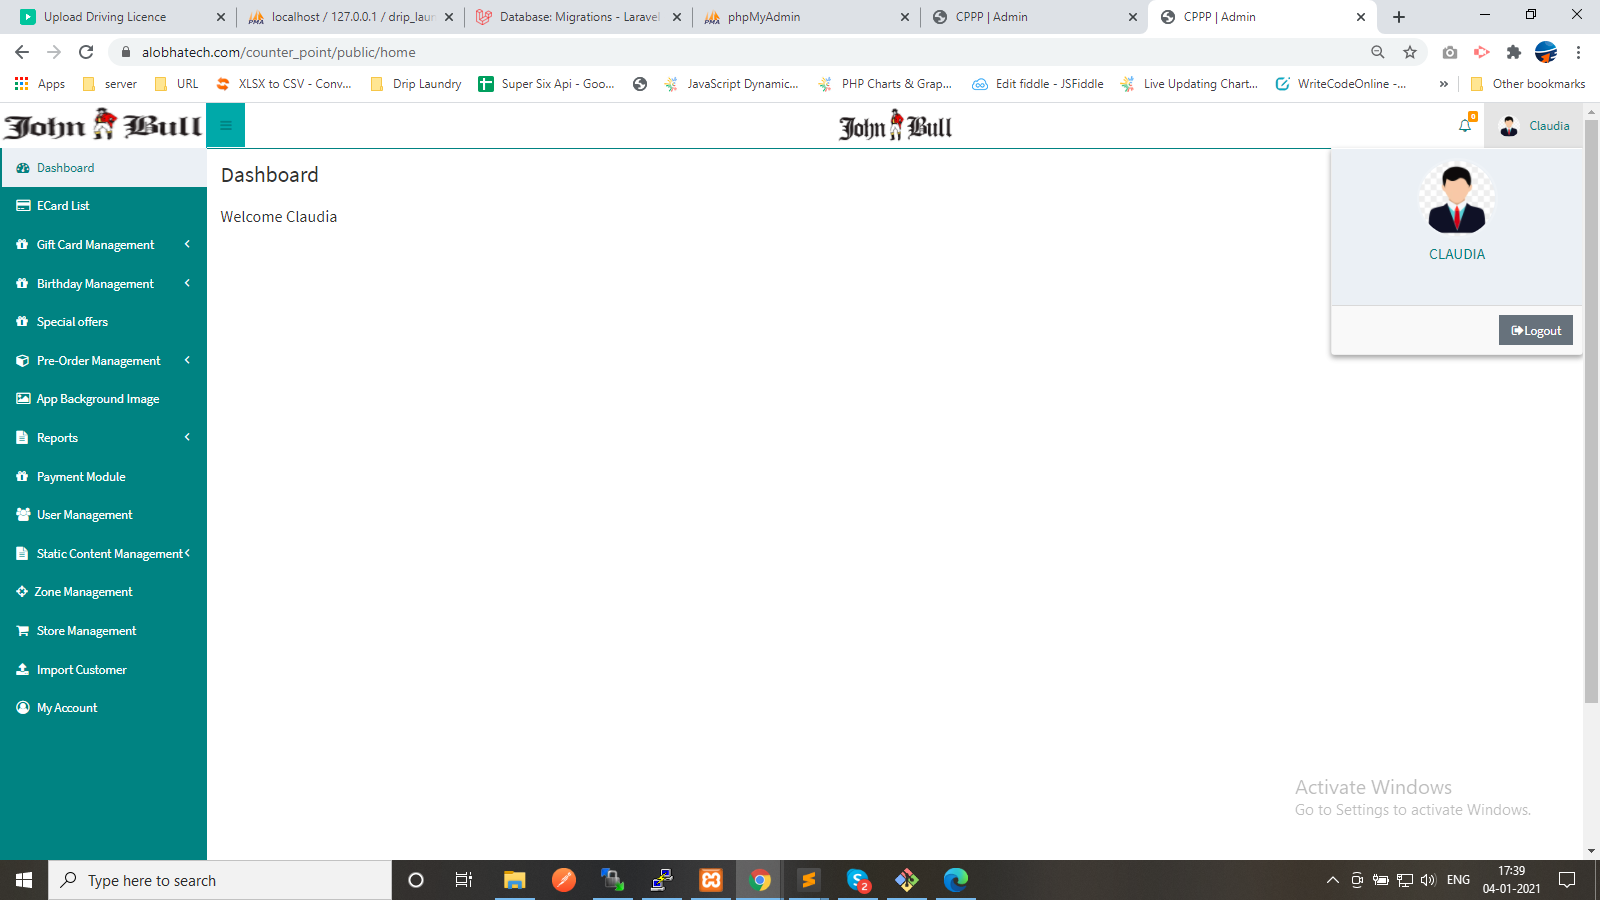 Upload Driving Licence
localhost / 127.0.0.1 / drip_laun
Database: Migrations - Laravel
phpMyAdmin
CPPP | Admin
CPPP | Admin
alobhatech.com/counter_point/public/home
Apps
server
URL
XLSX to CSV - Conv...
Drip Laundry
Super Six Api - Goo...
JavaScript Dynamic...
PHP Charts & Grap...
Edit fiddle - JSFiddle
Live Updating Chart...
WriteCodeOnline -...
»
Other bookmarks
John Bull
John Bull
0
Claudia
Dashboard
ECard List
Gift Card Management
Birthday Management
Special offers
Pre-Order Management
App Background Image
Reports
Payment Module
User Management
Static Content Management
Zone Management
Store Management
Import Customer
My Account
Dashboard
Welcome Claudia
CLAUDIA
Logout
Activate Windows
Go to Settings to activate Windows.
Type here to search
2
ENG
17:39
04-01-2021